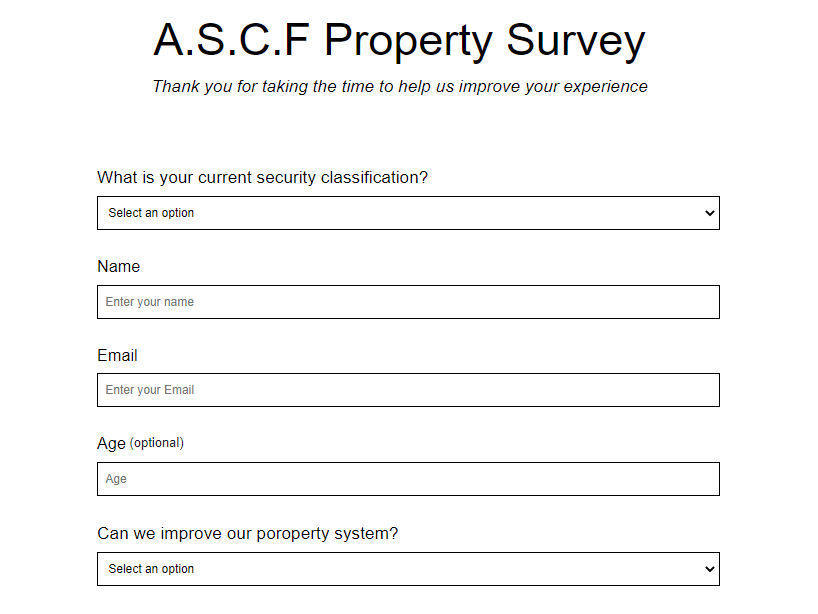 A.S.C.F Property Survey
Thank you for taking the time to help us improve your experience
What is your current security classification?
Select an option
Name
Enter your name
Email
Enter your Email
Age (optional)
Age
Can we improve our poroperty system?
Select an option